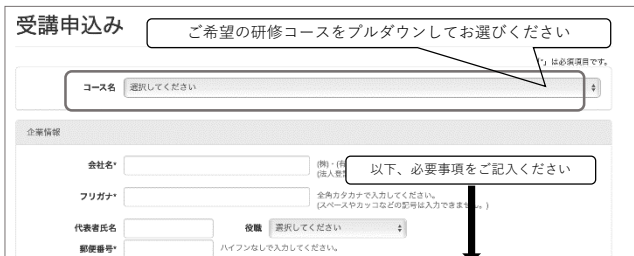 受講申込み
ご希望の研修コースをプルダウンしてお選びください
」は必須項目です。
コース名 選択してください
企業情報
会社名*
(株)・(有
(法人登
以下、必要事項をご記入ください
フリガナ*
全角カタカナで入力してください。
(スペースやカッコなどの記号は入力できません。)
代表者氏名 役職 選択してください
郵便番号* ハイフンなしで入力してください。